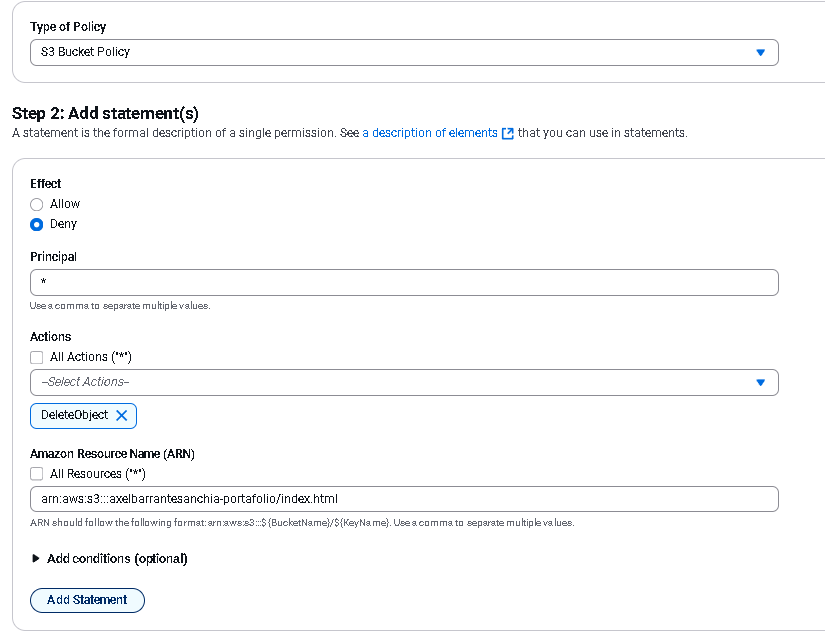 Type of Policy
S3 Bucket Policy
Step 2: Add statement(s)
A statement is the formal description of a single permission. See a description of elements that you can use in statements.
Effect
Allow
Deny
Principal
*
Use a comma to separate multiple values.
Actions
All Actions ("*")
--Select Actions--
DeleteObject
Amazon Resource Name (ARN)
All Resources ("*")
arn:aws:s3:::axelbarrantesanchia-portafolio/index.html
ARN should follow the following format: arn:aws:s3:::${BucketName}/${KeyName}. Use a comma to separate multiple values.
Add conditions (optional)
Add Statement